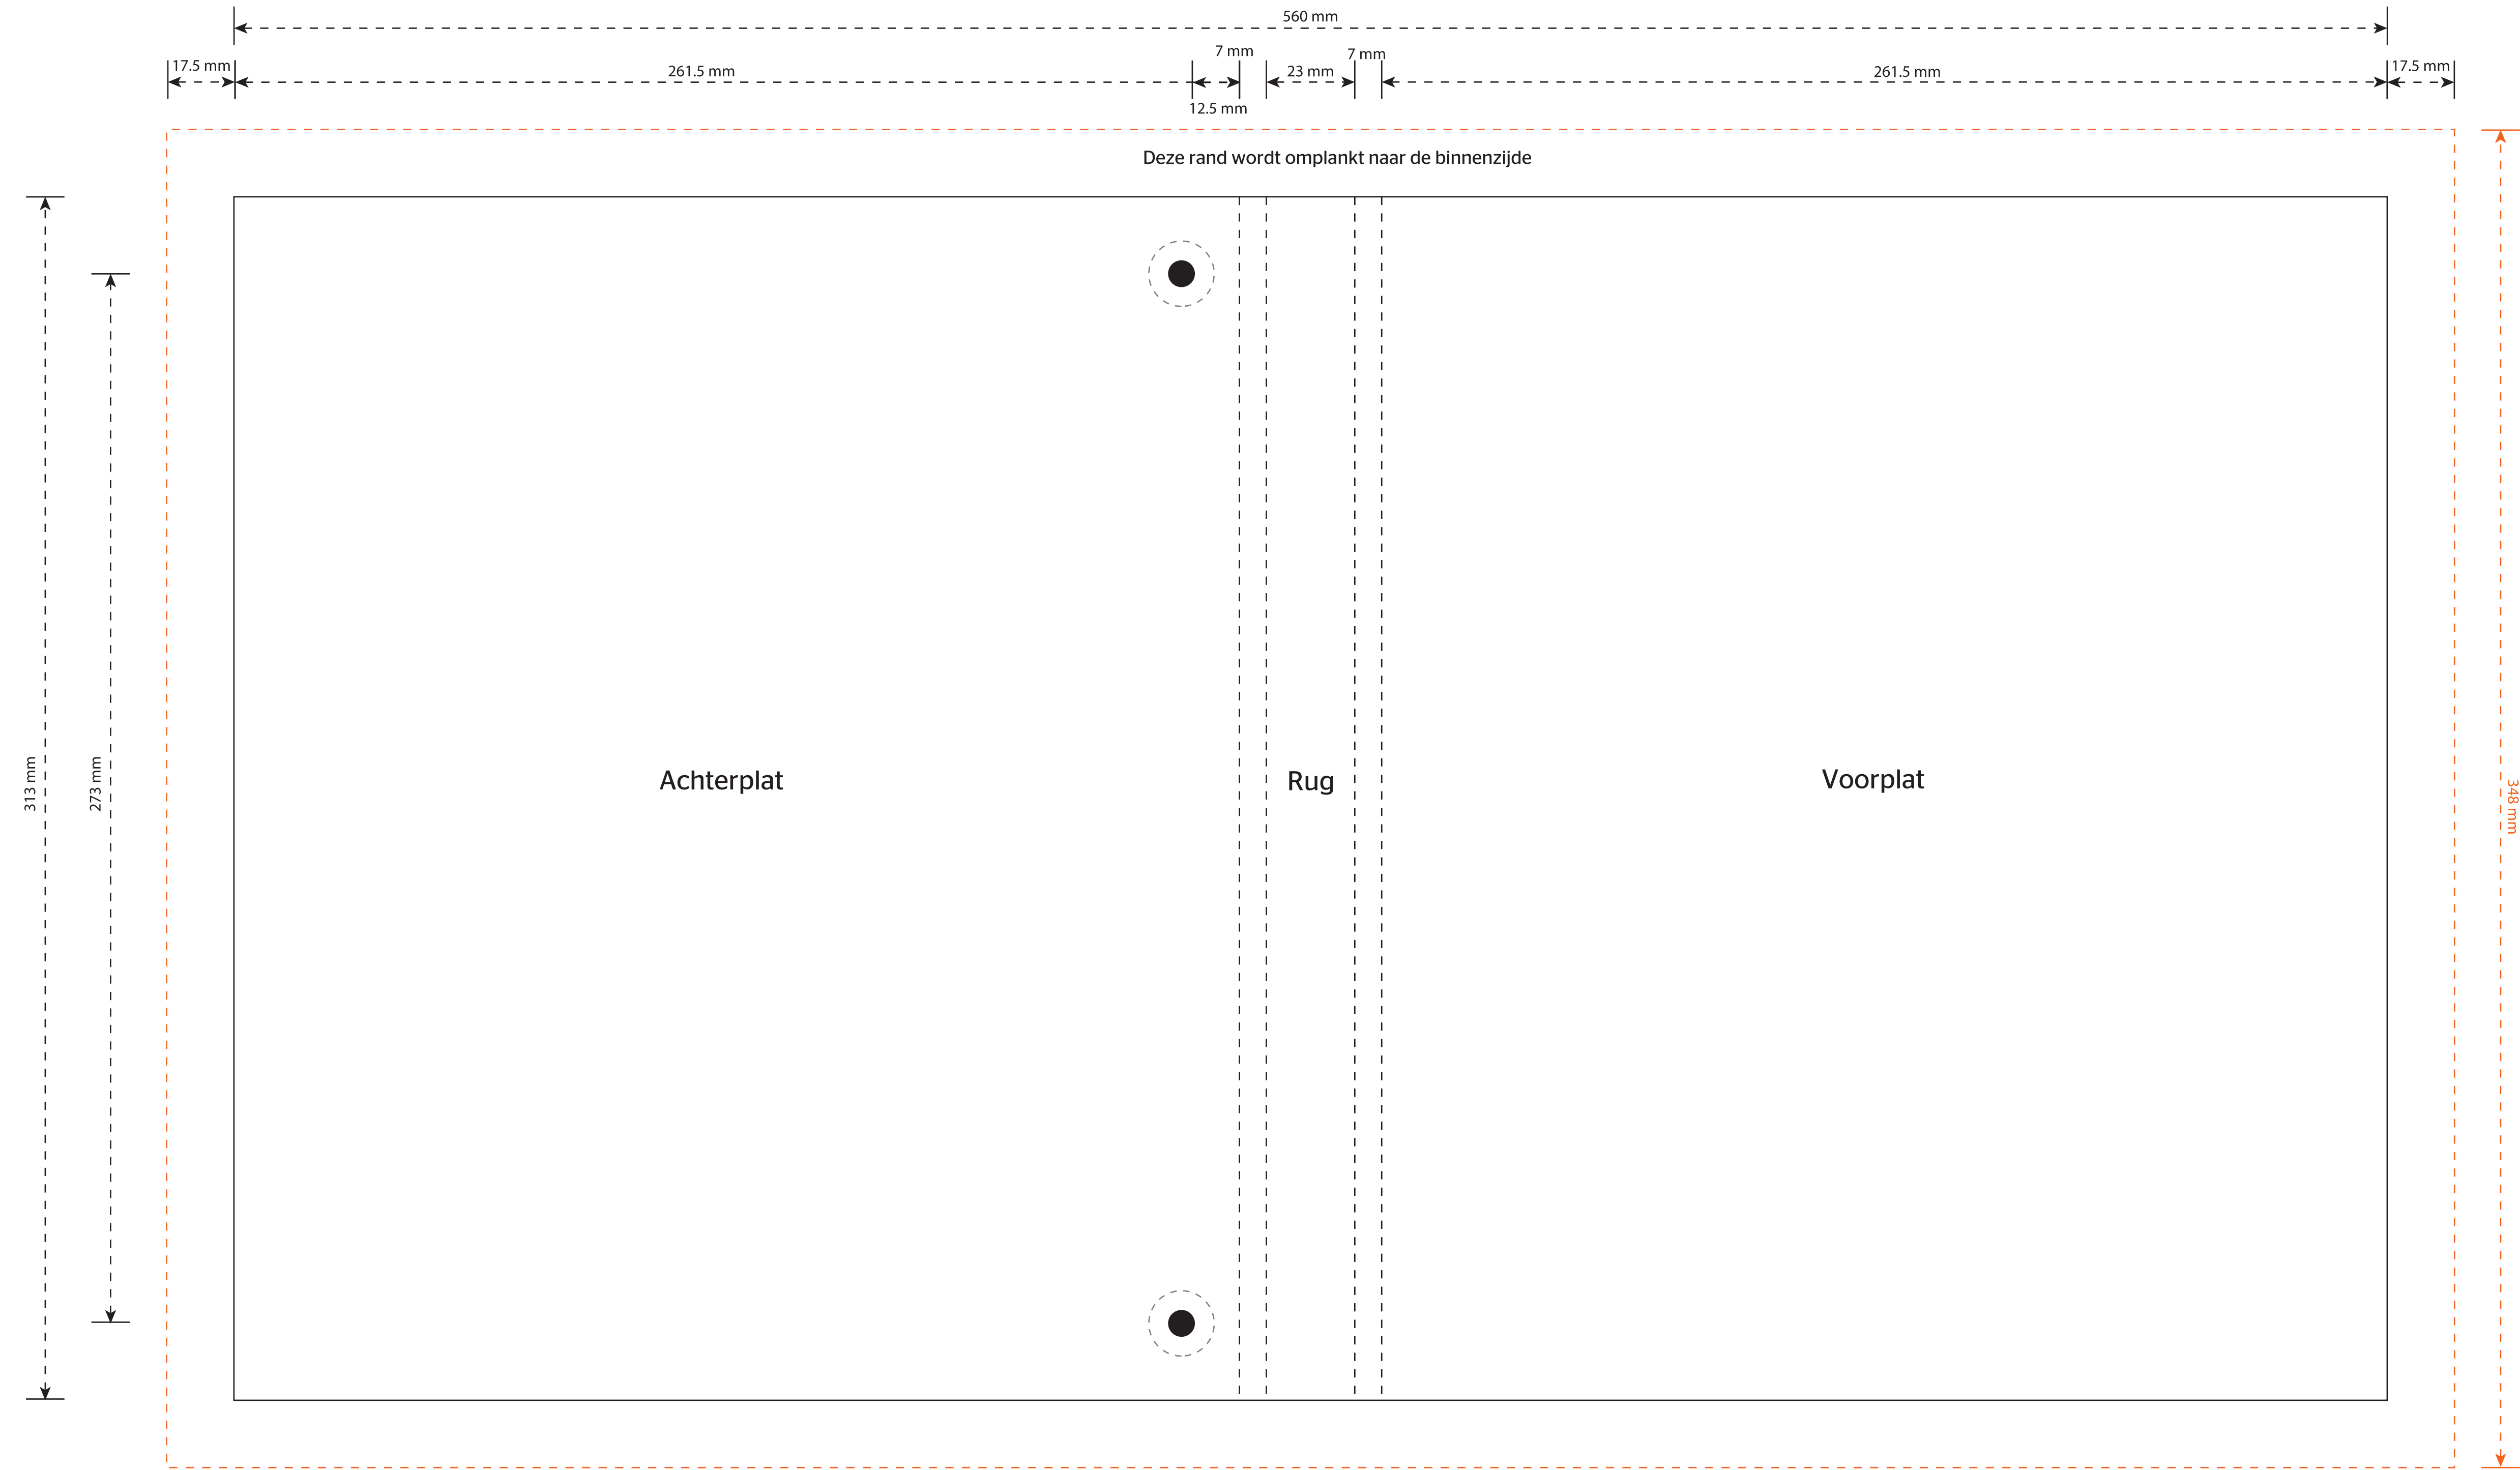 560 mm
17.5 mm
261.5 mm
7 mm
12.5 mm
23 mm
7 mm
261.5 mm
17.5 mm
Deze rand wordt omplankt naar de binnenzijde
313 mm
273 mm
Achterplat
Rug
Voorplat
348 mm